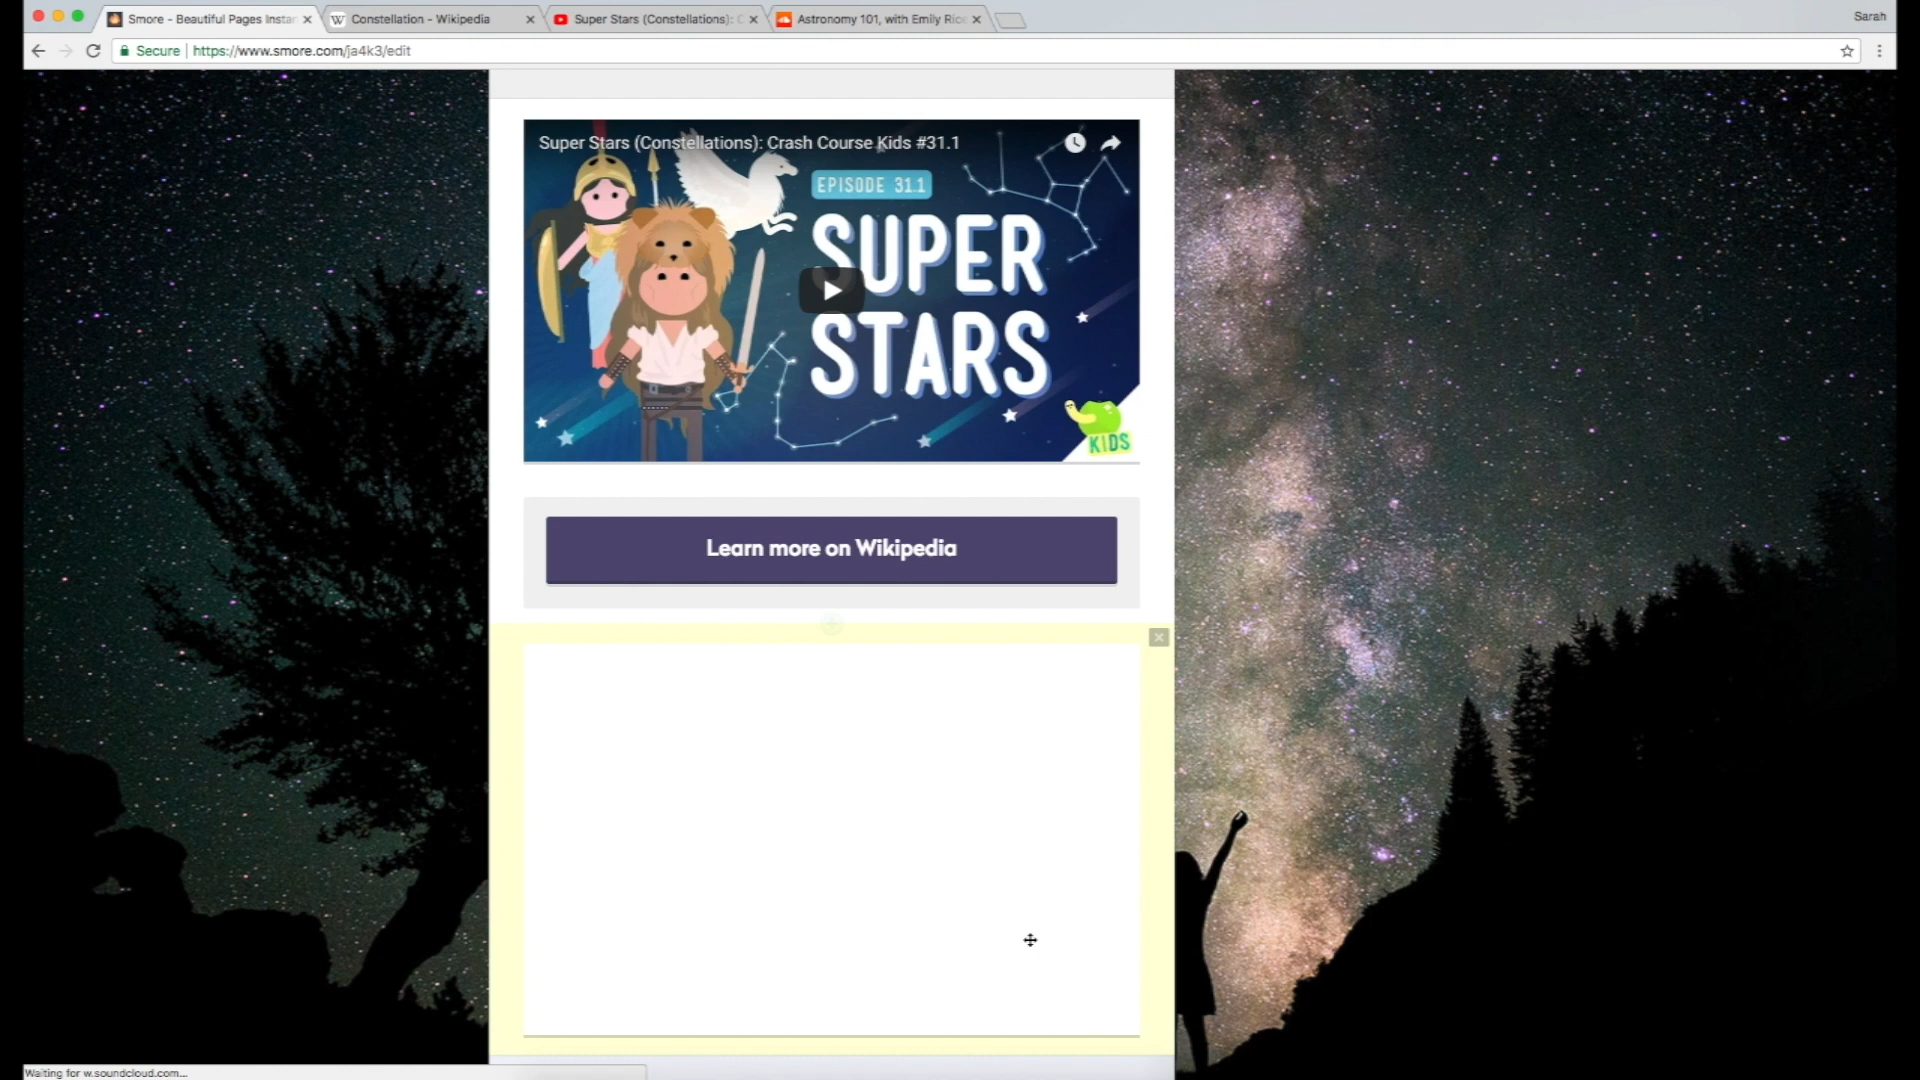 Smore - Beautiful Pages Instan
Constellation - Wikipedia
Super Stars (Constellations): C
Astronomy 101, with Emily Rice
Sarah
Secure
https://www.smore.com/ja4k3/edit
Super Stars (Constellations): Crash Course Kids #31.1
EPISODE 31.1
SUPER
STARS
KIDS
Learn more on Wikipedia
Waiting for w.soundcloud.com...